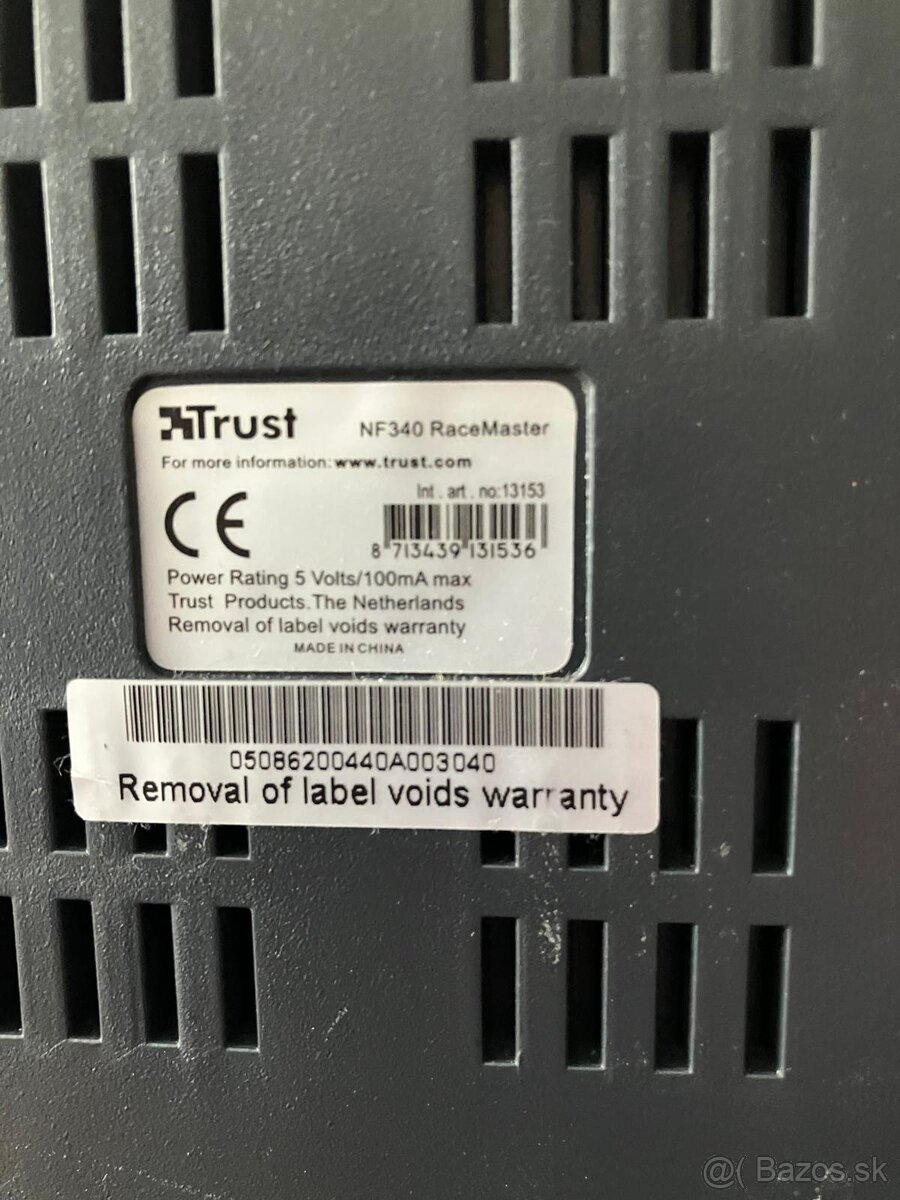 Trust NF340 RaceMaster
For more information: www.trust.com
Int . art . no:13153
CE
8 713439 131536
Power Rating 5 Volts/100mA max
Trust Products.The Netherlands
Removal of label voids warranty
MADE IN CHINA
05086200440A003040
Removal of label voids warranty
@( Bazos.sk